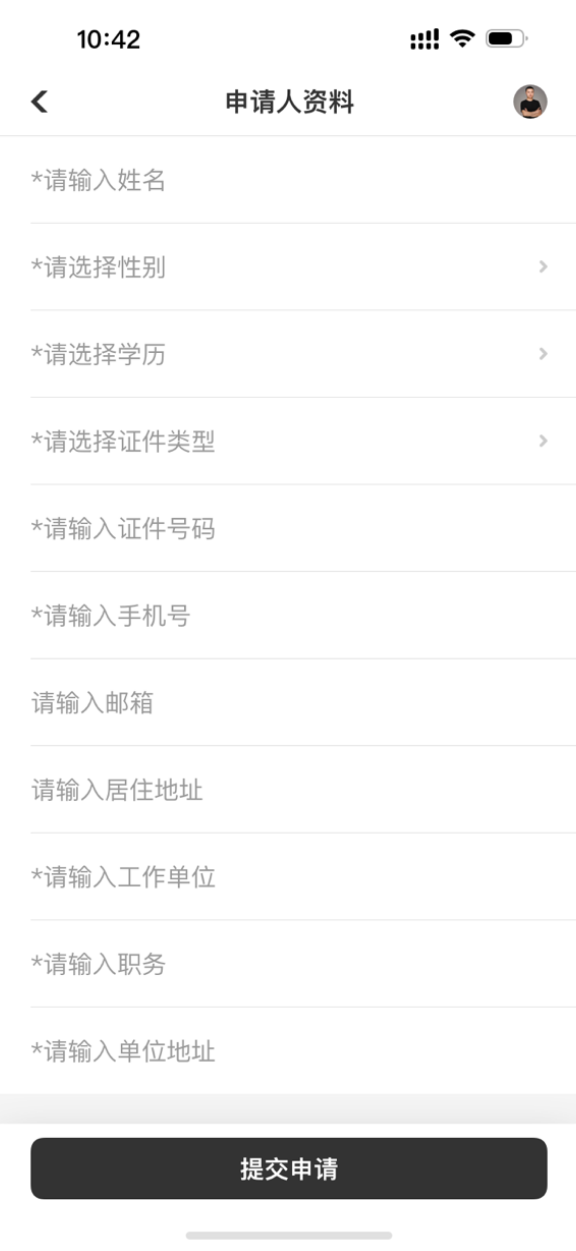 10:42
申请人资料
*请输入姓名
*请选择性别
*请选择学历
*请选择证件类型
*请输入证件号码
*请输入手机号
请输入邮箱
请输入居住地址
*请输入工作单位
*请输入职务
*请输入单位地址
提交申请